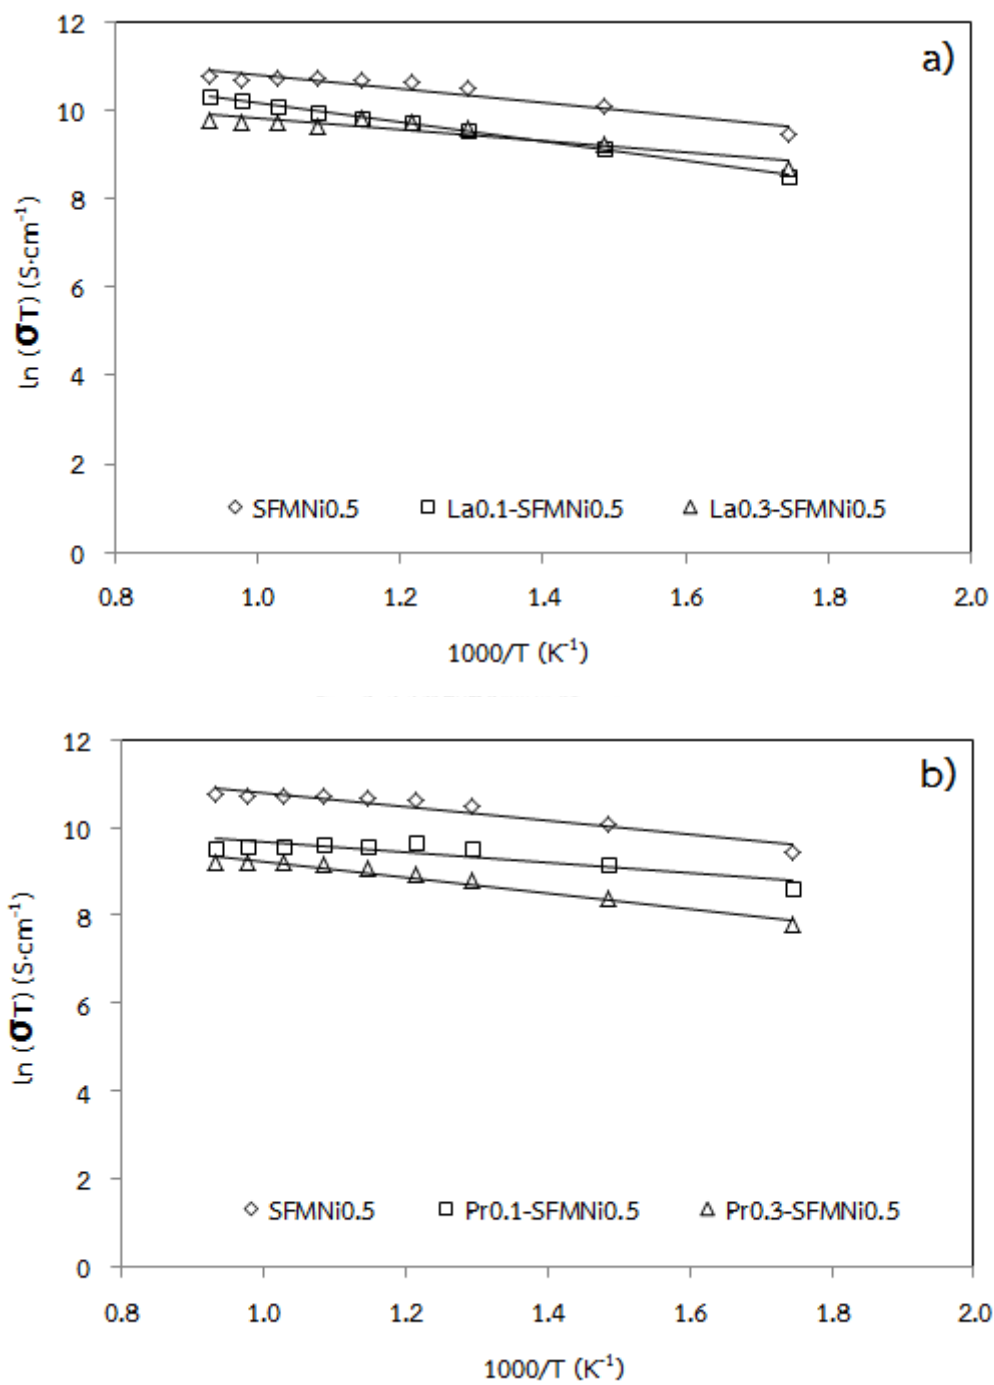 a)
12
10
8
6
4
2
0
ln (σT) (S·cm⁻¹)
SFMNi0.5 La0.1-SFMNi0.5 La0.3-SFMNi0.5
0.8 1.0 1.2 1.4 1.6 1.8 2.0
1000/T (K⁻¹)
b)
12
10
8
6
4
2
0
ln (σT) (S·cm⁻¹)
SFMNi0.5 Pr0.1-SFMNi0.5 Pr0.3-SFMNi0.5
0.8 1.0 1.2 1.4 1.6 1.8 2.0
1000/T (K⁻¹)